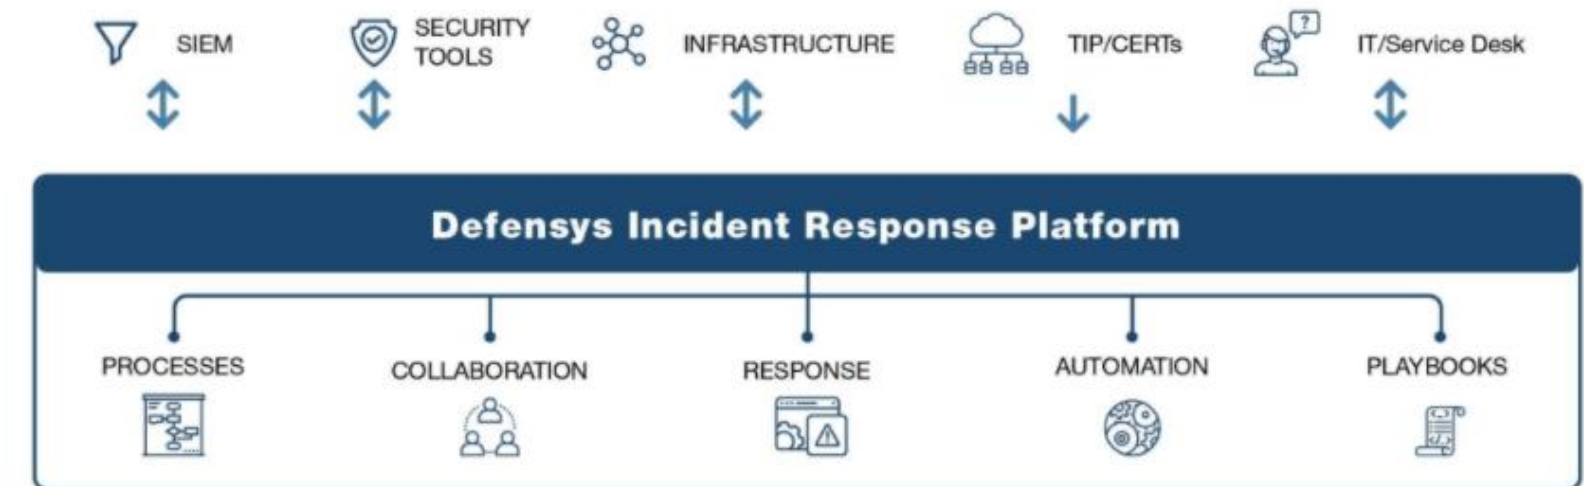 SIEM
SECURITY
TOOLS
INFRASTRUCTURE
TIP/CERTs
?
IT/Service Desk
Defensys Incident Response Platform
PROCESSES
COLLABORATION
RESPONSE
AUTOMATION
PLAYBOOKS